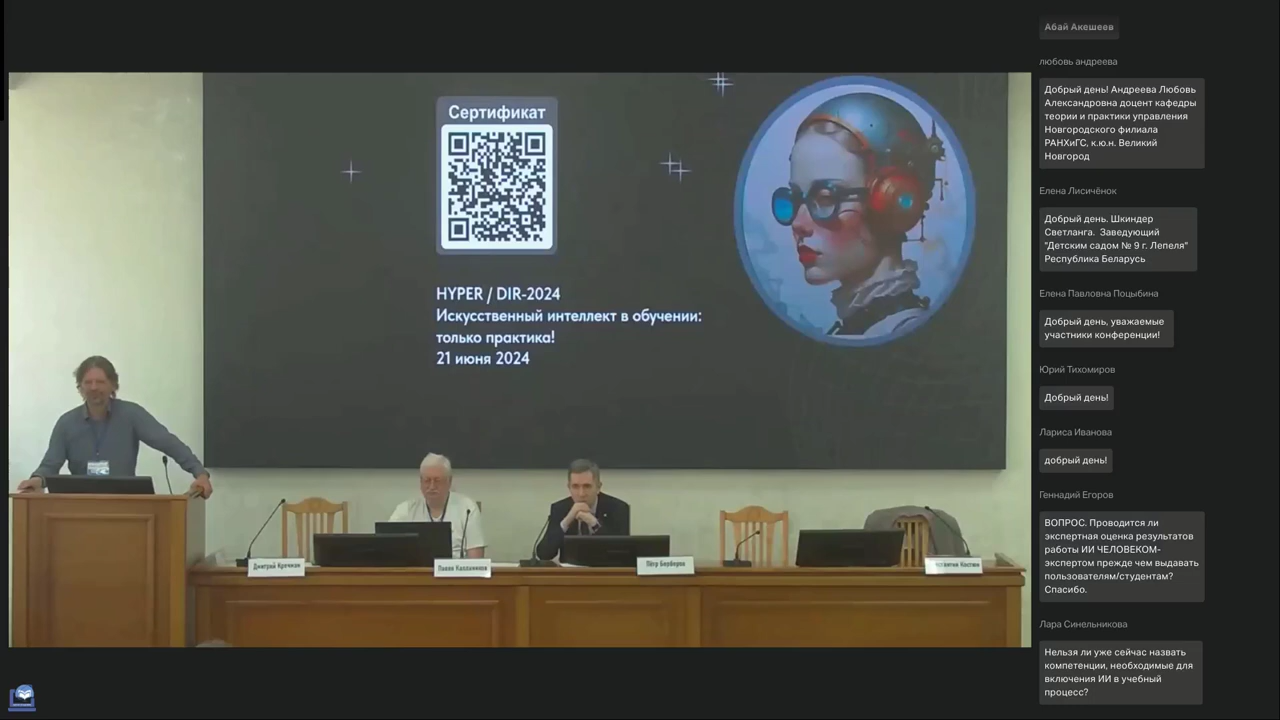 Сертификат
HYPER / DIR-2024
Искусственный интеллект в обучении:
только практика!
21 июня 2024
Дмитрий Кречман
Павел Каллаников
Пётр Берберов
Костюк
Абай Акешеев
любовь андреева
Добрый день! Андреева Любовь
Александровна доцент кафедры
теории и практики управления
Новгородского филиала
РАНХиГС, к.ю.н. Великий
Новгород
Елена Лисичёнок
Добрый день. Шкиндер
Светланга. Заведующий
"Детским садом № 9 г. Лепеля"
Республика Беларусь
Елена Павловна Поцыбина
Добрый день, уважаемые
участники конференции!
Юрий Тихомиров
Добрый день!
Лариса Иванова
добрый день!
Геннадий Егоров
ВОПРОС. Проводится ли
экспертная оценка результатов
работы ИИ ЧЕЛОВЕКОМ-
экспертом прежде чем выдавать
пользователям/студентам?
Спасибо.
Лара Синельникова
Нельзя ли уже сейчас назвать
компетенции, необходимые для
включения ИИ в учебный
процесс?